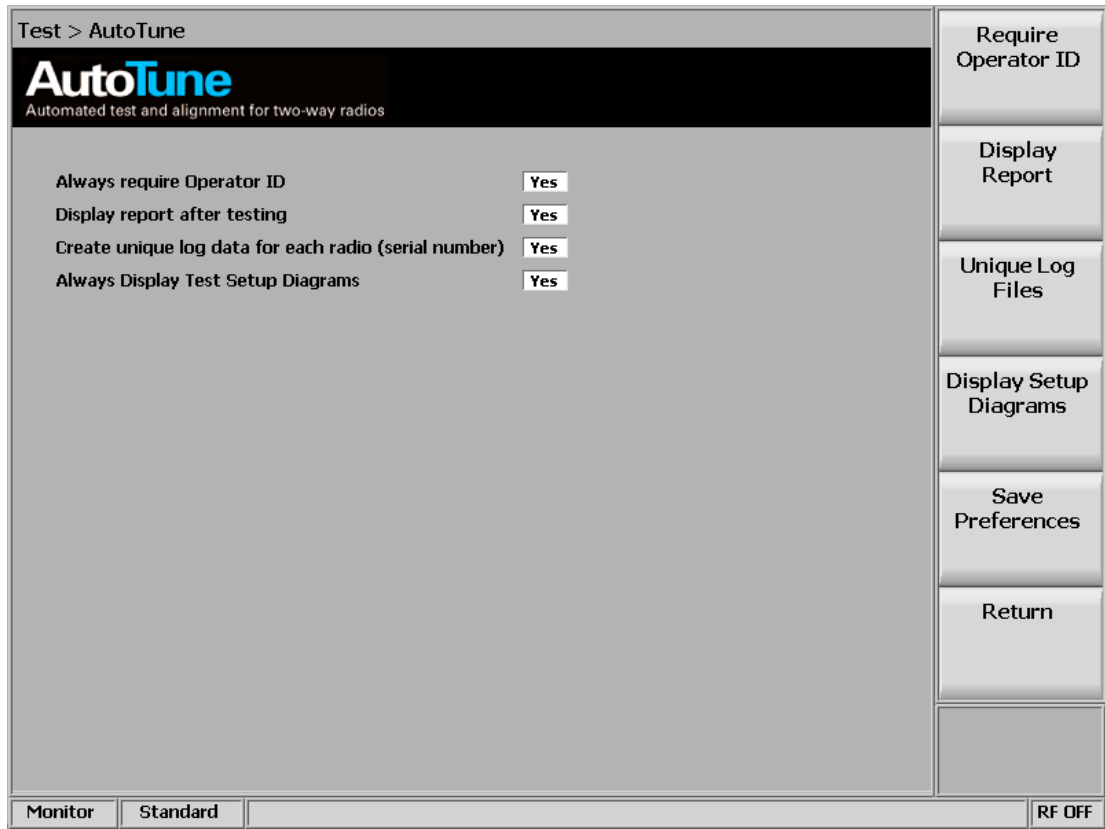 Test > AutoTune
AutoTune
Automated test and alignment for two-way radios
Always require Operator ID Yes
Display report after testing Yes
Create unique log data for each radio (serial number) Yes
Always Display Test Setup Diagrams Yes
Require
Operator ID
Display
Report
Unique Log
Files
Display Setup
Diagrams
Save
Preferences
Return
Monitor Standard RF OFF